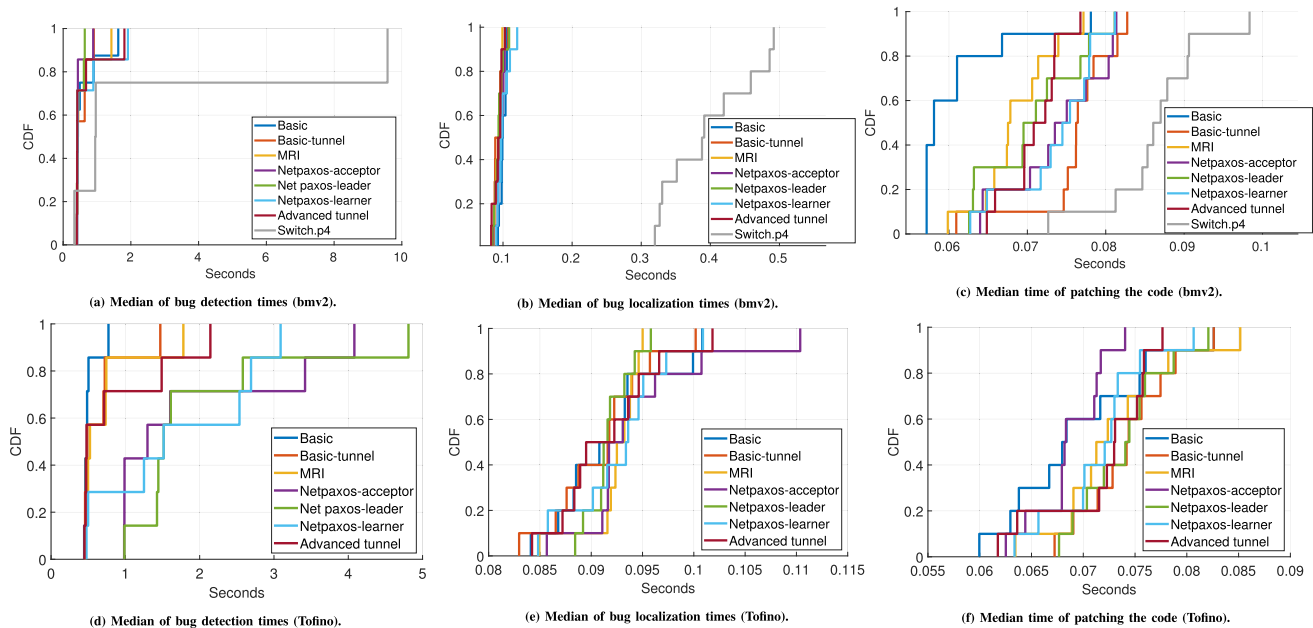 CDF
1
0.8
0.6
0.4
0.2
0
0 2 4 6 8 10
Seconds
Basic
Basic-tunnel
MRI
Netpaxos-acceptor
Net paxos-leader
Netpaxos-learner
Advanced tunnel
Switch.p4
(a) Median of bug detection times (bmv2).
CDF
1
0.8
0.6
0.4
0.2
0.1 0.2 0.3 0.4 0.5
Seconds
Basic
Basic-tunnel
MRI
Netpaxos-acceptor
Netpaxos-leader
Netpaxos-learner
Advanced tunnel
Switch.p4
(b) Median of bug localization times (bmv2).
CDF
1
0.8
0.6
0.4
0.2
0
0.06 0.07 0.08 0.09 0.1
Seconds
Basic
Basic-tunnel
MRI
Netpaxos-acceptor
Netpaxos-leader
Netpaxos-learner
Advanced tunnel
Switch.p4
(c) Median time of patching the code (bmv2).
CDF
1
0.8
0.6
0.4
0.2
0
0 1 2 3 4 5
Seconds
Basic
Basic-tunnel
MRI
Netpaxos-acceptor
Net paxos-leader
Netpaxos-learner
Advanced tunnel
(d) Median of bug detection times (Tofino).
CDF
1
0.8
0.6
0.4
0.2
0
0.08 0.085 0.09 0.095 0.1 0.105 0.11 0.115
Seconds
Basic
Basic-tunnel
MRI
Netpaxos-acceptor
Netpaxos-leader
Netpaxos-learner
Advanced tunnel
(e) Median of bug localization times (Tofino).
CDF
1
0.8
0.6
0.4
0.2
0
0.055 0.06 0.065 0.07 0.075 0.08 0.085 0.09
Seconds
Basic
Basic-tunnel
MRI
Netpaxos-acceptor
Netpaxos-leader
Netpaxos-learner
Advanced tunnel
(f) Median time of patching the code (Tofino).